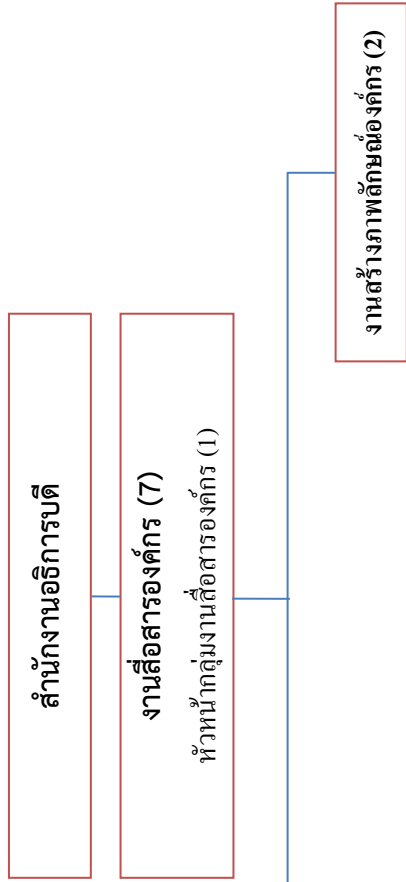 สำนักงานอธิการบดี
งานสื่อสารองค์กร (7)
หัวหน้ากลุ่มงานสื่อสารองค์กร (1)
งานสร้างภาพลักษณ์องค์กร (2)